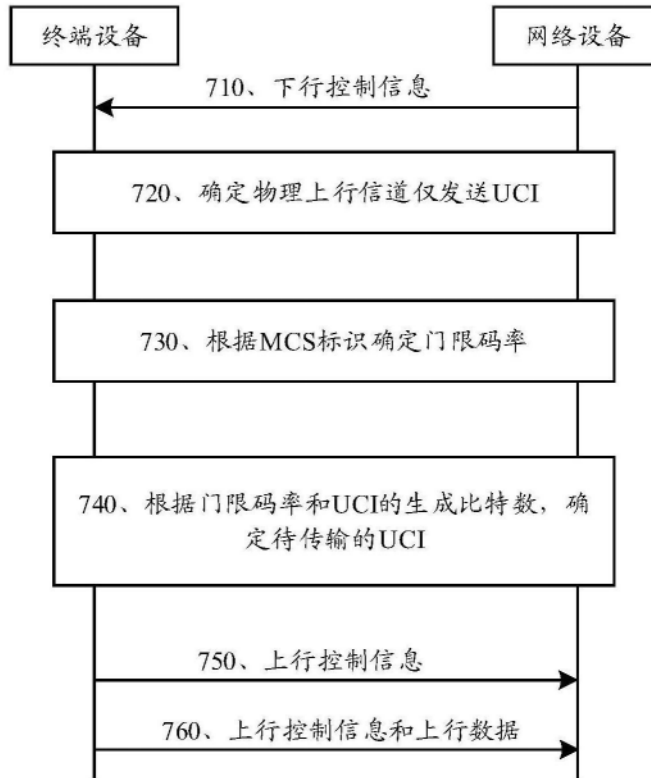 终端设备
网络设备
710、下行控制信息
720、确定物理上行信道仅发送UCI
730、根据MCS标识确定门限码率
740、根据门限码率和UCI的生成比特数，确
定待传输的UCI
750、上行控制信息
760、上行控制信息和上行数据